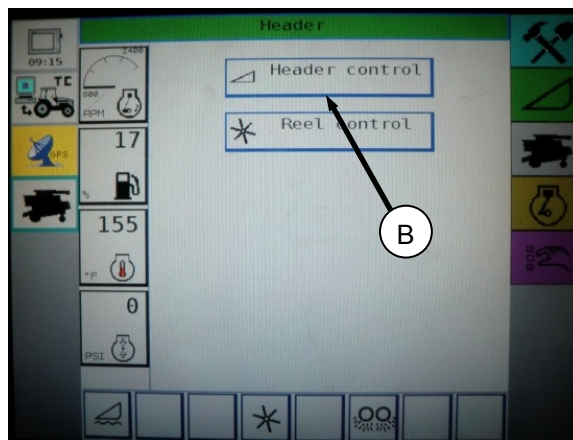 Header
09:15
TC
GPS
2400
800
RPM
17
%
155
°F
0
PSI
Header control
Reel control
B